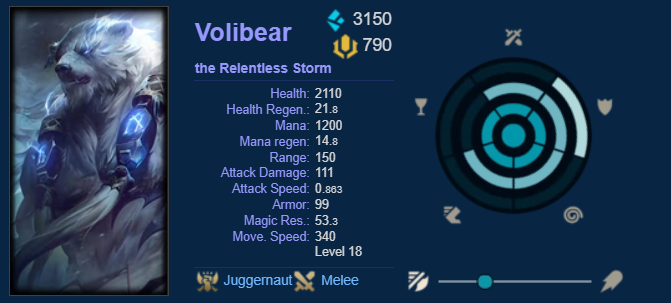 Volibear
3150
790
the Relentless Storm
Health: 2110
Health Regen.: 21.8
Mana: 1200
Mana regen: 14.8
Range: 150
Attack Damage: 111
Attack Speed: 0.863
Armor: 99
Magic Res.: 53.3
Move. Speed: 340
Level 18
Juggernaut Melee